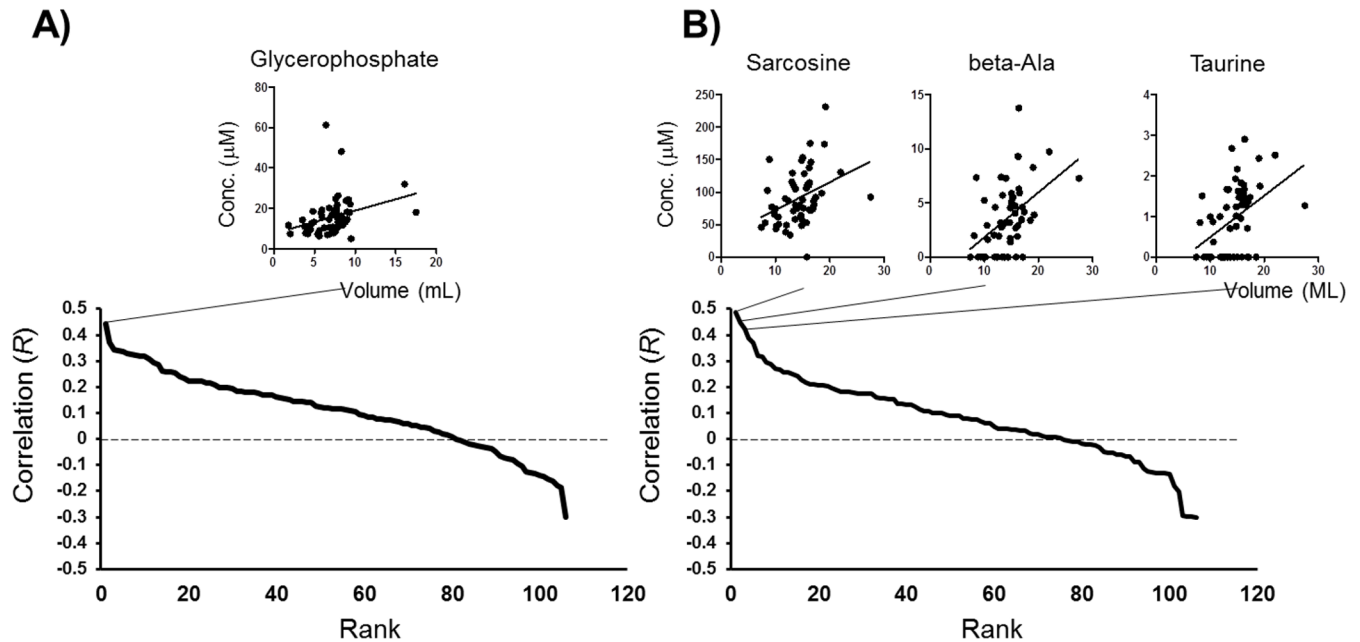 A)
Glycerophosphate
80
60
40
20
0
Conc. (μM)
0 5 10 15 20
Volume (mL)
0.5
0.4
0.3
0.2
0.1
0
-0.1
-0.2
-0.3
-0.4
-0.5
Correlation (R)
0 20 40 60 80 100 120
Rank
B)
Sarcosine
250
200
150
100
50
0
Conc. (μM)
0 10 20 30
beta-Ala
15
10
5
0
0 10 20 30
Taurine
4
3
2
1
0
0 10 20 30
Volume (ML)
0.5
0.4
0.3
0.2
0.1
0
-0.1
-0.2
-0.3
-0.4
-0.5
Correlation (R)
0 20 40 60 80 100 120
Rank